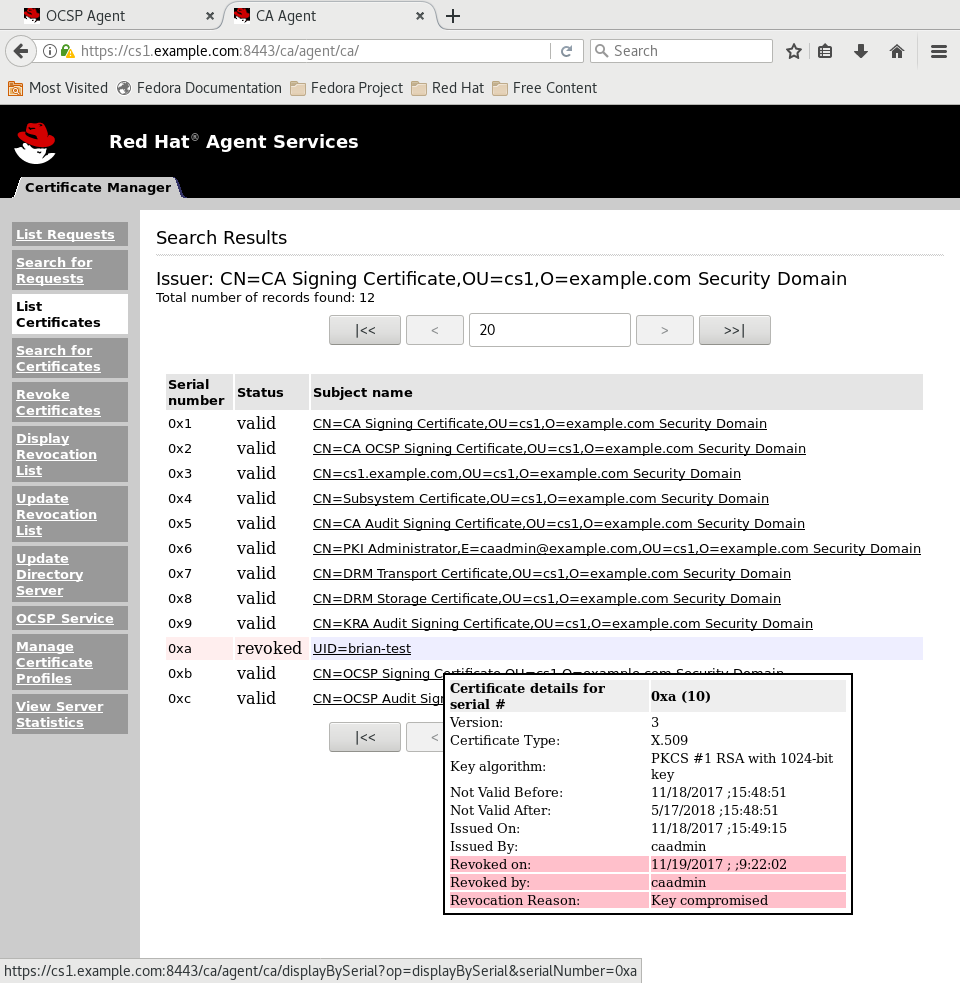 OCSP Agent × CA Agent × +
https://cs1.example.com:8443/ca/agent/ca/ Search
Most Visited Fedora Documentation Fedora Project Red Hat Free Content
Red Hat® Agent Services
Certificate Manager
List Requests
Search for
Requests
List
Certificates
Search for
Certificates
Revoke
Certificates
Display
Revocation
List
Update
Revocation
List
Update
Directory
Server
OCSP Service
Manage
Certificate
Profiles
View Server
Statistics
Search Results
Issuer: CN=CA Signing Certificate,OU=cs1,O=example.com Security Domain
Total number of records found: 12
|<< < 20 > >>|
Serial
number Status Subject name
0x1 valid CN=CA Signing Certificate,OU=cs1,O=example.com Security Domain
0x2 valid CN=CA OCSP Signing Certificate,OU=cs1,O=example.com Security Domain
0x3 valid CN=cs1.example.com,OU=cs1,O=example.com Security Domain
0x4 valid CN=Subsystem Certificate,OU=cs1,O=example.com Security Domain
0x5 valid CN=CA Audit Signing Certificate,OU=cs1,O=example.com Security Domain
0x6 valid CN=PKI Administrator,E=caadmin@example.com,OU=cs1,O=example.com Security Domain
0x7 valid CN=DRM Transport Certificate,OU=cs1,O=example.com Security Domain
0x8 valid CN=DRM Storage Certificate,OU=cs1,O=example.com Security Domain
0x9 valid CN=KRA Audit Signing Certificate,OU=cs1,O=example.com Security Domain
0xa revoked UID=brian-test
0xb valid CN=OCSP Signing Certificate,OU=cs1,O=example.com Security Domain
0xc valid CN=OCSP Audit Sign
|<< <
Certificate details for
serial # 0xa (10)
Version: 3
Certificate Type: X.509
Key algorithm: PKCS #1 RSA with 1024-bit
key
Not Valid Before: 11/18/2017 ;15:48:51
Not Valid After: 5/17/2018 ;15:48:51
Issued On: 11/18/2017 ;15:49:15
Issued By: caadmin
Revoked on: 11/19/2017 ; ;9:22:02
Revoked by: caadmin
Revocation Reason: Key compromised
https://cs1.example.com:8443/ca/agent/ca/displayBySerial?op=displayBySerial&serialNumber=0xa